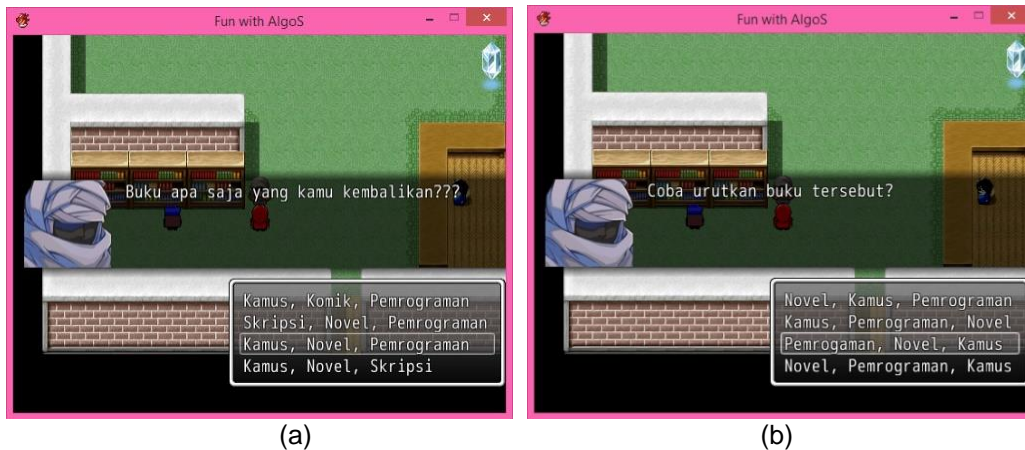 Fun with AlgoS
Buku apa saja yang kamu kembalikan???
Kamus, Komik, Pemrograman
Skripsi, Novel, Pemrograman
Kamus, Novel, Pemrograman
Kamus, Novel, Skripsi
(a)
Fun with AlgoS
Coba urutkan buku tersebut?
Novel, Kamus, Pemrograman
Kamus, Pemrograman, Novel
Pemrogaman, Novel, Kamus
Novel, Pemrograman, Kamus
(b)